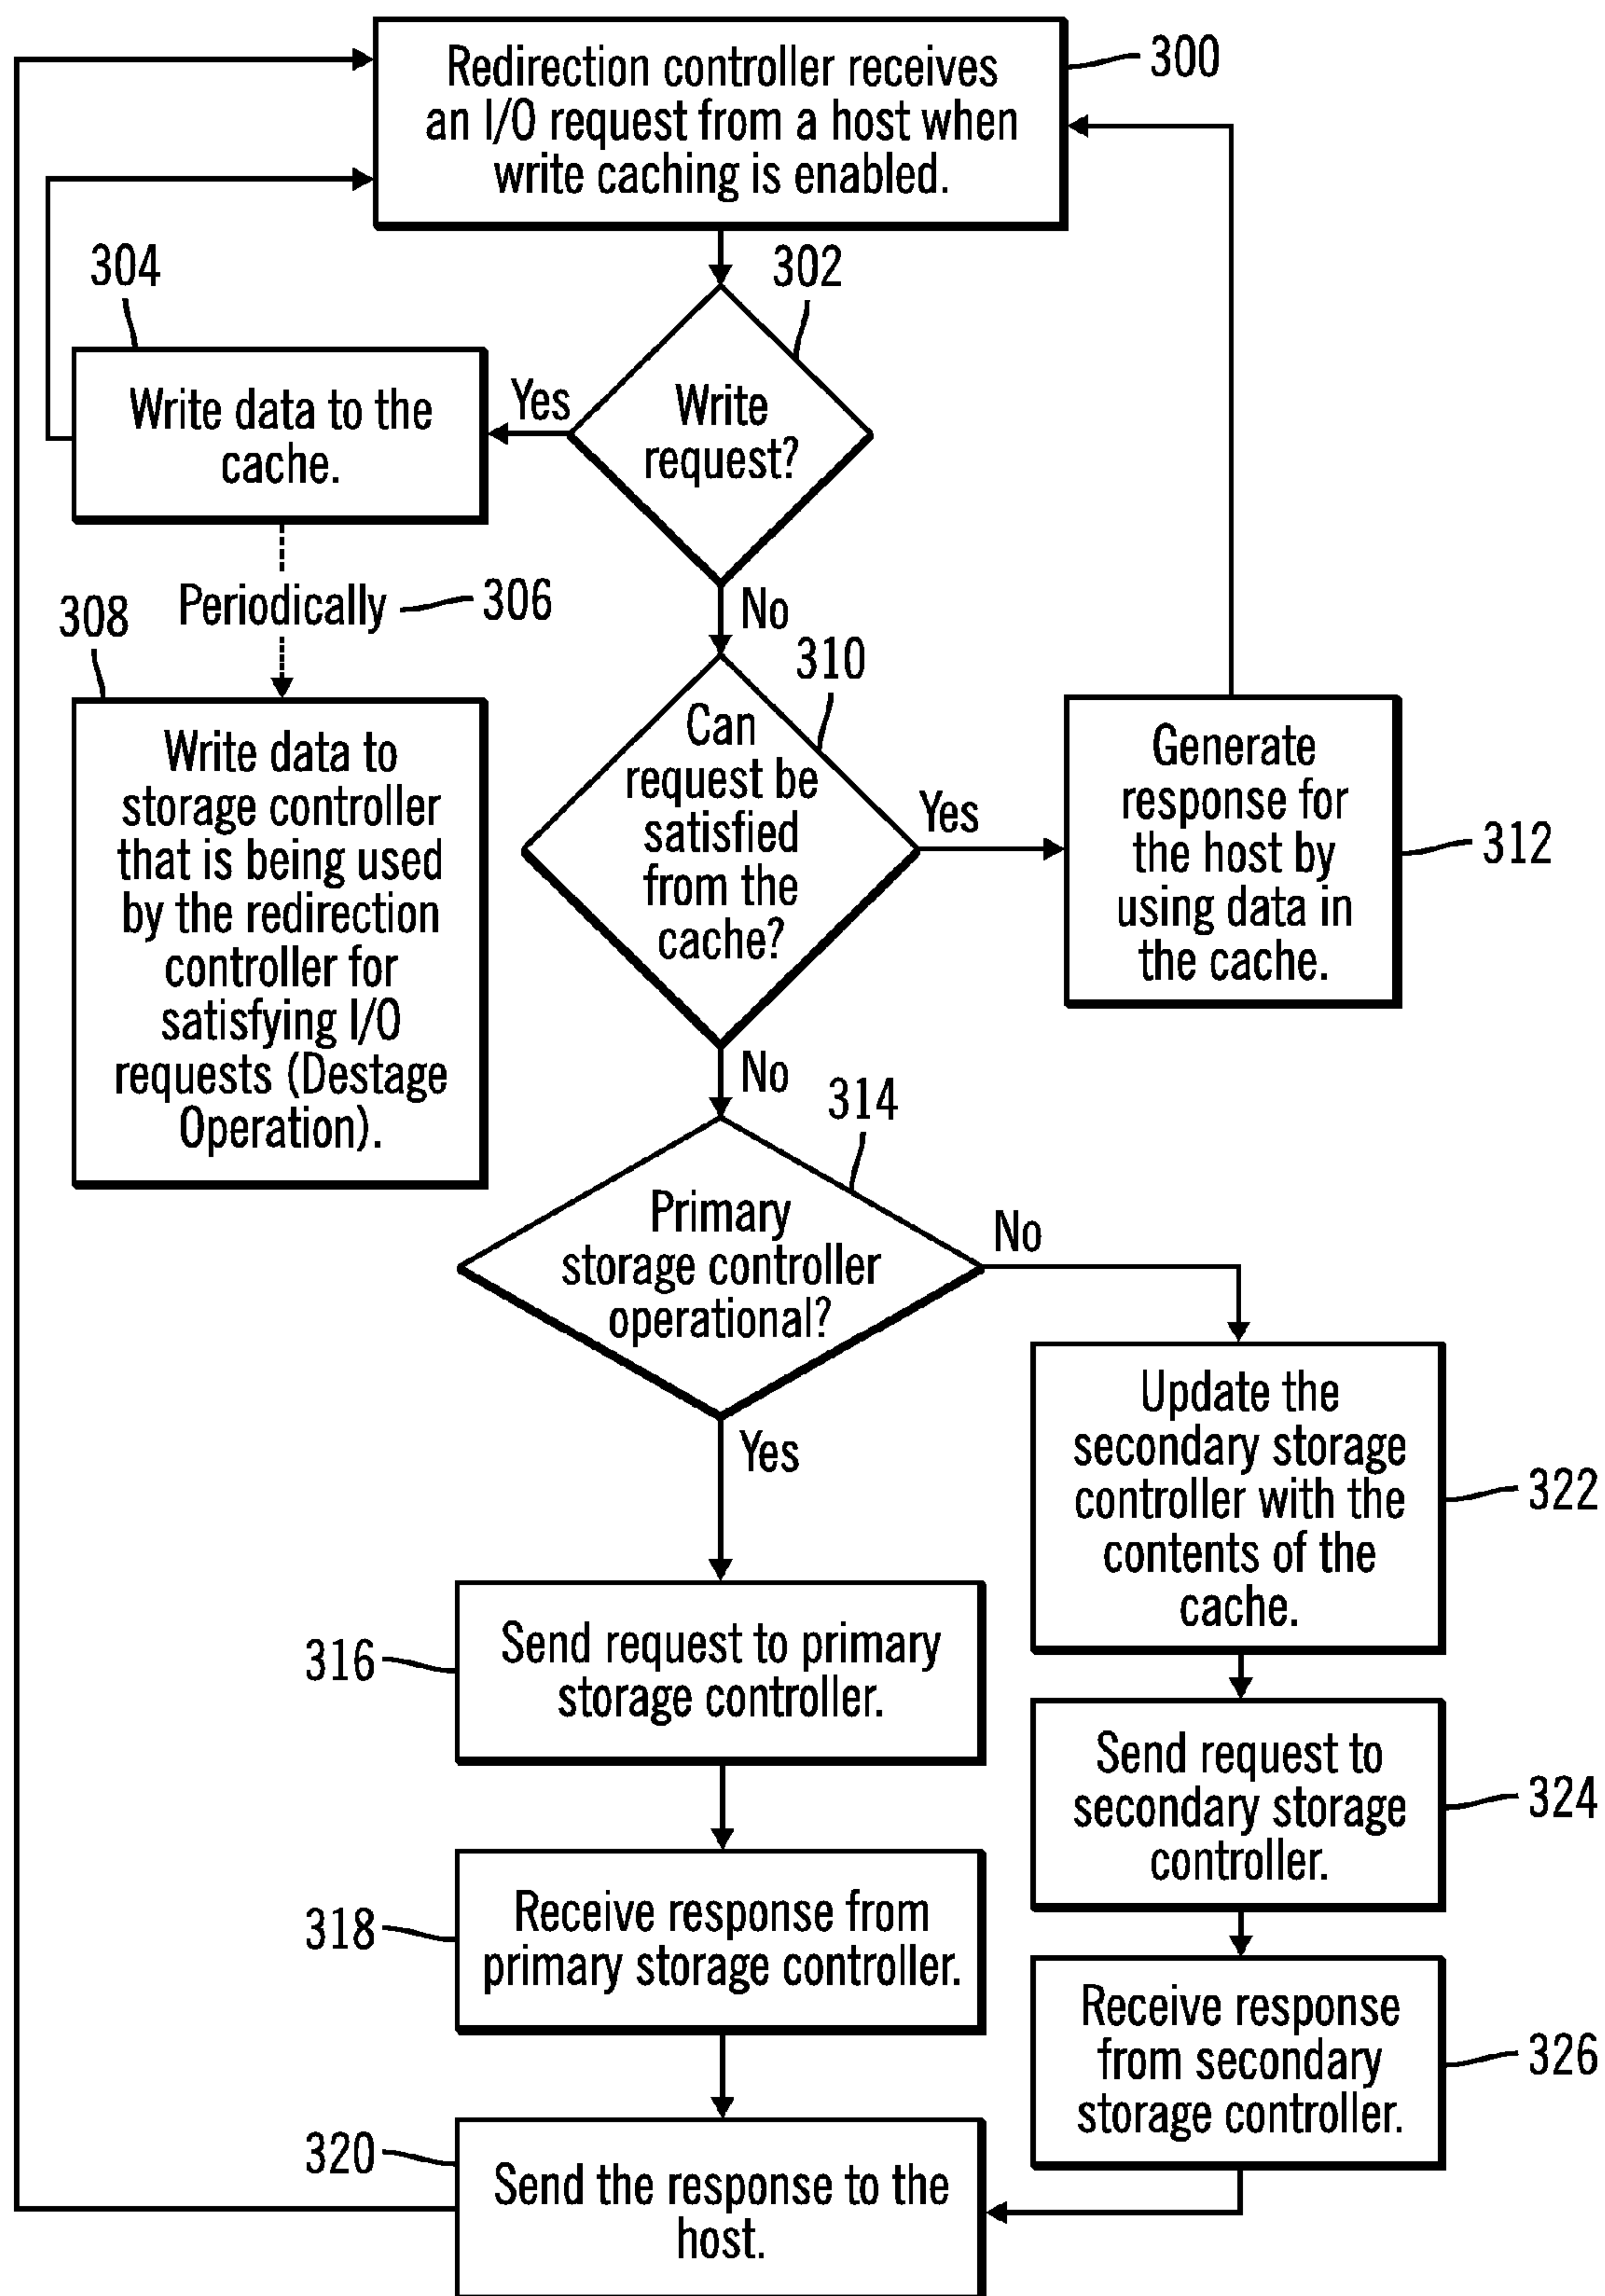 Redirection controller receives
an I/O request from a host when
write caching is enabled.
300
304
302
Write data to the
cache.
Yes
Write
request?
308
Periodically
306
No
310
Write data to
storage controller
that is being used
by the redirection
controller for
satisfying I/O
requests (Destage
Operation).
Can
request be
satisfied
from the
cache?
Yes
Generate
response for
the host by
using data in
the cache.
312
No
314
Primary
storage controller
operational?
No
Yes
Update the
secondary storage
controller with the
contents of the
cache.
322
316
Send request to primary
storage controller.
Send request to
secondary storage
controller.
324
318
Receive response from
primary storage controller.
Receive response
from secondary
storage controller.
326
320
Send the response to the
host.